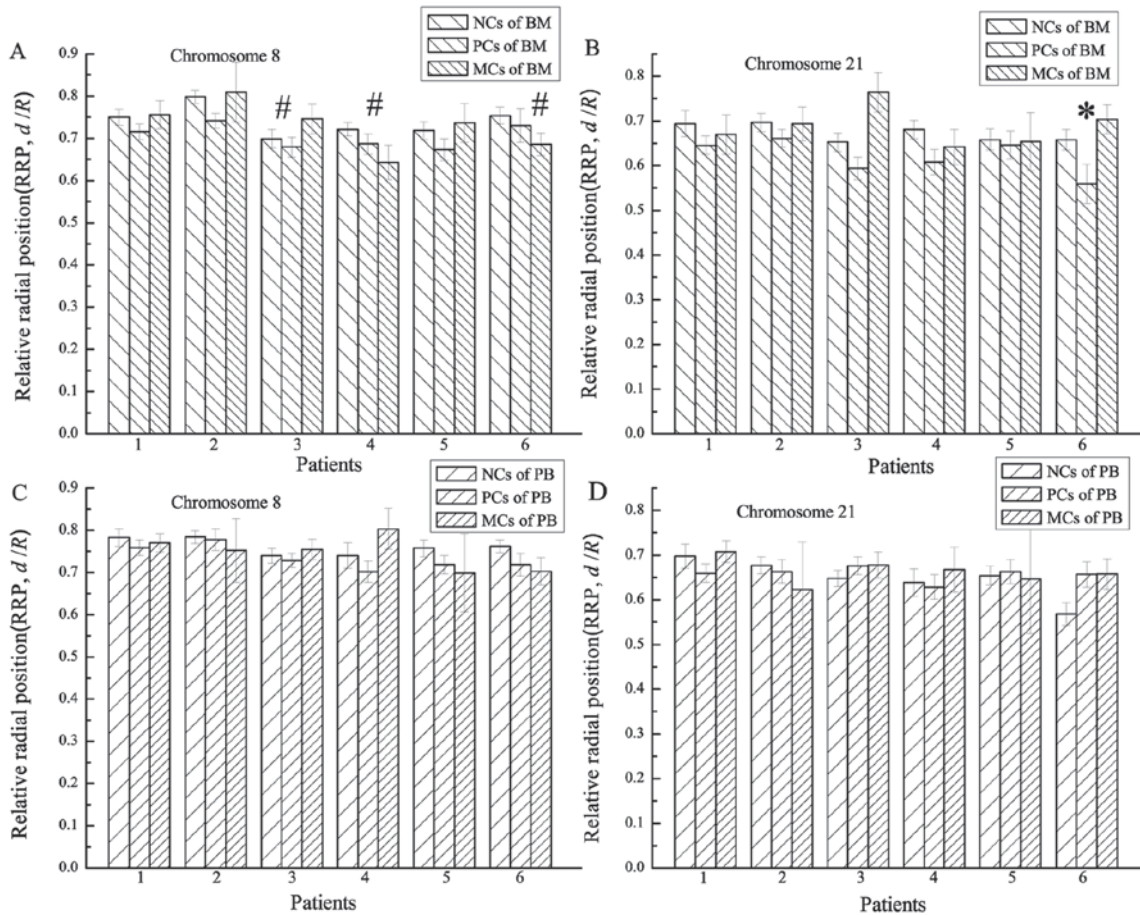 A
Chromosome 8
NCs of BM
PCs of BM
MCs of BM
#
#
#
Relative radial position(RRP, d/R)
0.9
0.8
0.7
0.6
0.5
0.4
0.3
0.2
0.1
0.0
1 2 3 4 5 6
Patients
B
Chromosome 21
NCs of BM
PCs of BM
MCs of BM
*
Relative radial position(RRP, d/R)
0.8
0.7
0.6
0.5
0.4
0.3
0.2
0.1
0.0
1 2 3 4 5 6
Patients
C
Chromosome 8
NCs of PB
PCs of PB
MCs of PB
Relative radial position(RRP, d/R)
0.9
0.8
0.7
0.6
0.5
0.4
0.3
0.2
0.1
0.0
1 2 3 4 5 6
Patients
D
Chromosome 21
NCs of PB
PCs of PB
MCs of PB
Relative radial position(RRP, d/R)
0.8
0.7
0.6
0.5
0.4
0.3
0.2
0.1
0.0
1 2 3 4 5 6
Patients